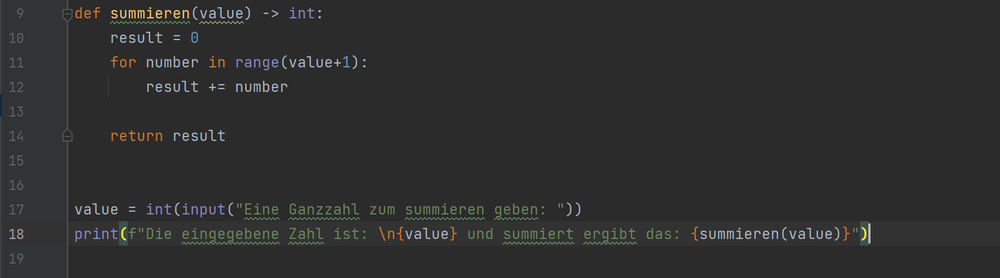 9 def summieren(value) -> int:
10     result = 0
11     for number in range(value+1):
12         result += number
13
14     return result
15
16
17 value = int(input("Eine Ganzzahl zum summieren geben: "))
18 print(f"Die eingegebene Zahl ist: \n{value} und summiert ergibt das: {summieren(value)}")
19